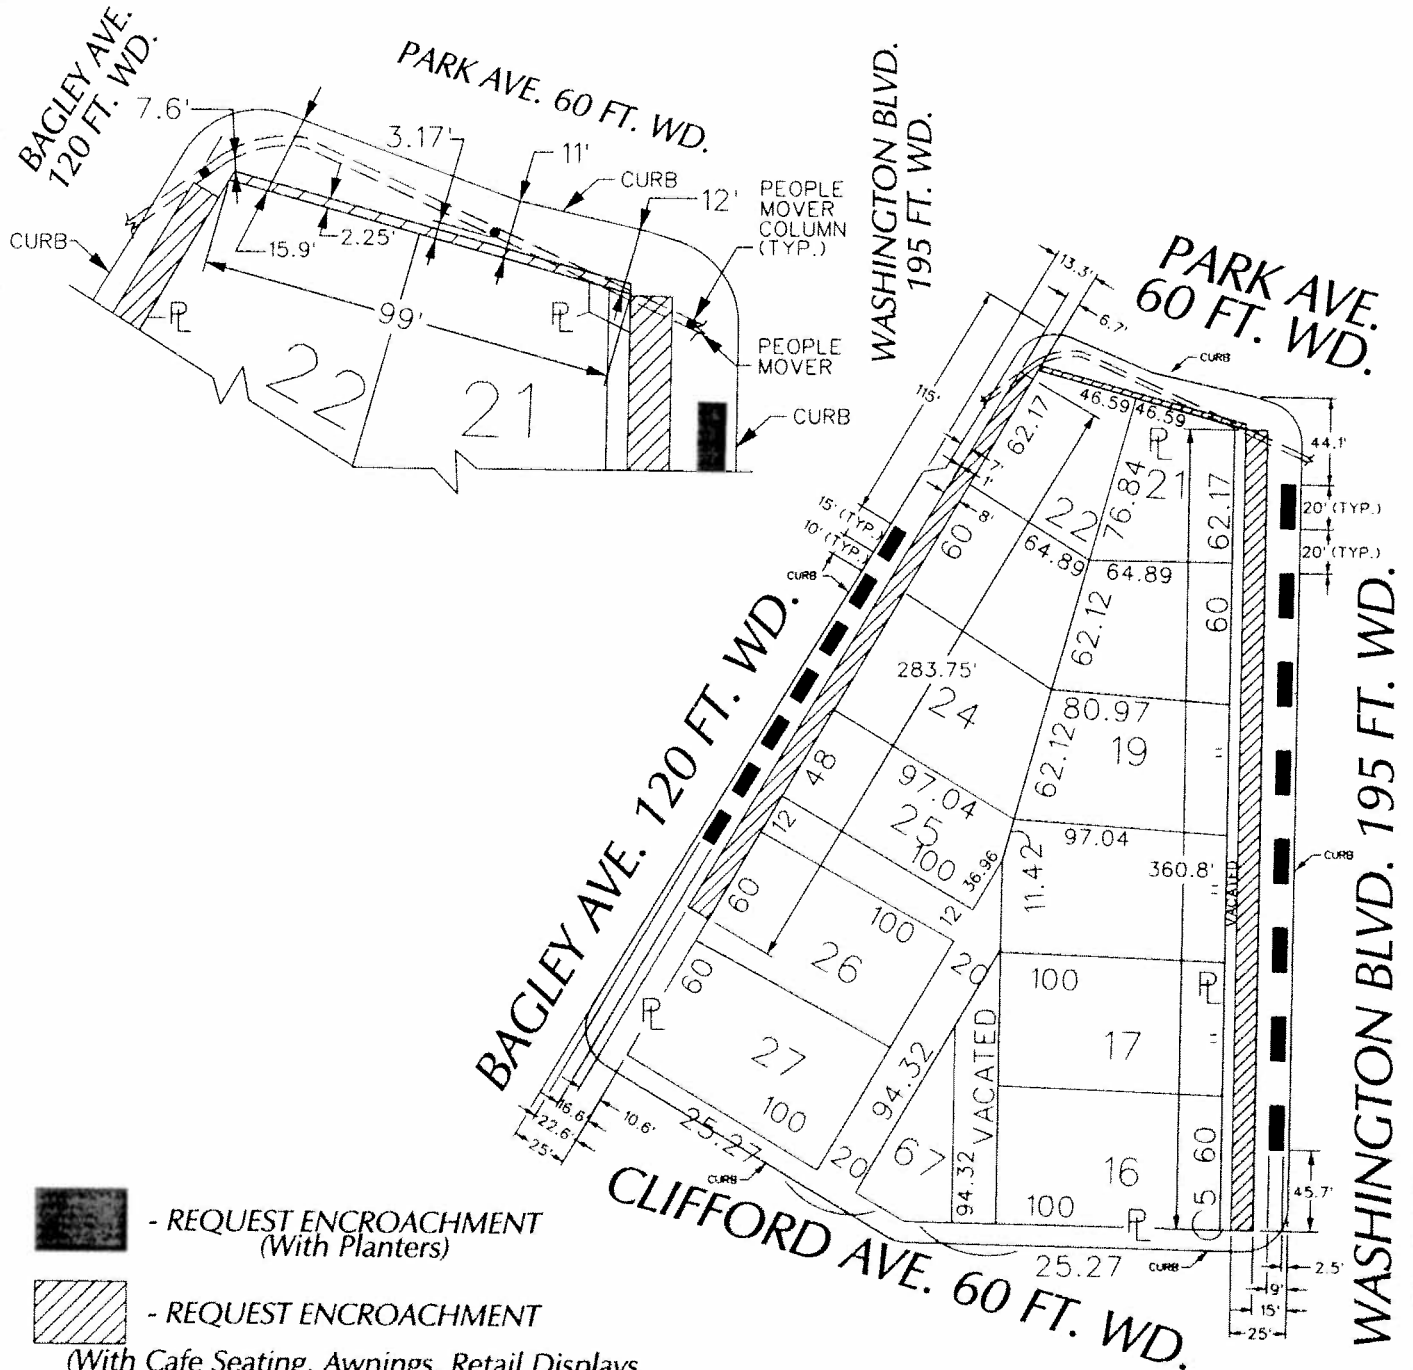 BAGLEY AVE.
120 FT. WD.
PARK AVE. 60 FT. WD.
WASHINGTON BLVD.
195 FT. WD.
7.6'
3.17'
11'
CURB
12'
PEOPLE
MOVER
COLUMN
(TYP.)
CURB
15.9'
2.25'
99'
PL
PL
22
21
PEOPLE
MOVER
CURB
PARK AVE.
60 FT. WD.
13.3'
6.7'
CURB
115'
46.59
46.59
62.17
PL
44.1'
7'
1'
21
22
76.84
62.17
15' (TYP.)
10' (TYP.)
8'
60
20' (TYP.)
20' (TYP.)
CURB
64.89
64.89
60
62.12
BAGLEY AVE. 120 FT. WD.
283.75'
24
80.97
19
62.12
48
97.04
25
97.04
12
100
36.96
11.42
360.8'
VACATED
CURB
60
100
12
26
20
100
PL
60
PL
VACATED
17
27
94.32
100
67
94.32
20
16
60
C5
100
PL
45.7'
16.6'
22.6'
25'
10.6'
25.27
CURB
CLIFFORD AVE. 60 FT. WD.
25.27
CURB
2.5'
9'
15'
25'
WASHINGTON BLVD. 195 FT. WD.
- REQUEST ENCROACHMENT
(With Planters)
- REQUEST ENCROACHMENT
(With Cafe Seating, Awnings, Retail Displays